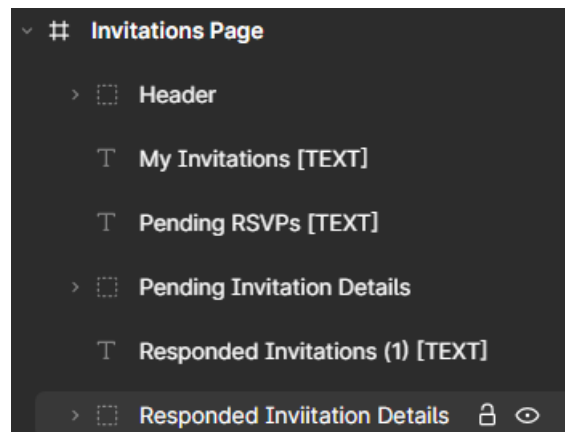 Invitations Page
Header
My Invitations [TEXT]
Pending RSVPs [TEXT]
Pending Invitation Details
Responded Invitations (1) [TEXT]
Responded Inviitation Details